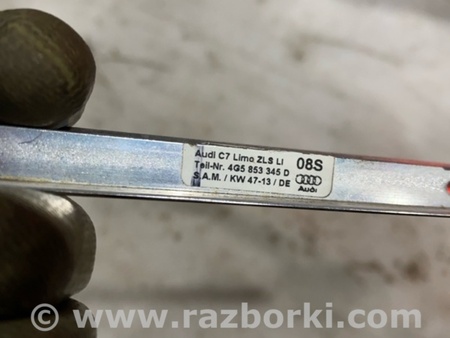 Audi C7 Limo ZLS LI 08S
Teil-Nr. 4G5 853 345 D
S.A.M. / KW 47-13 / DE Audi
www.razborki.com